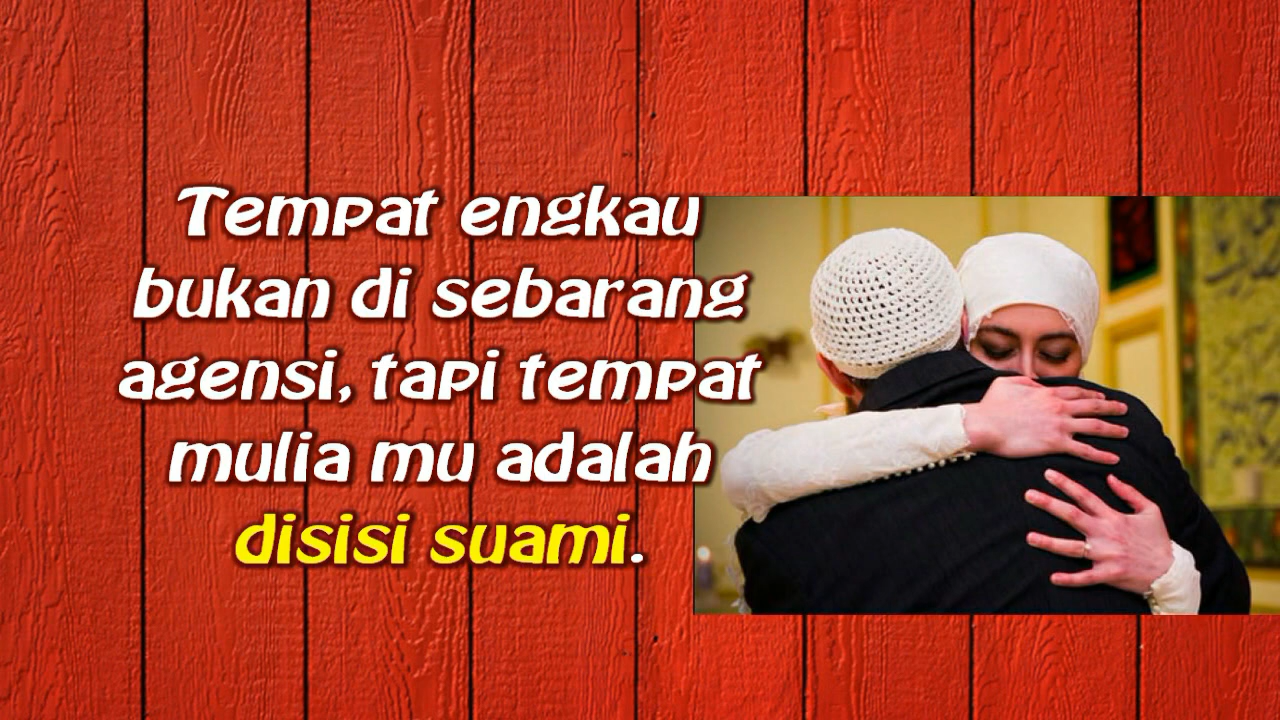 Tempat engkau
bukan di sebarang
agensi, tapi tempat
mulia mu adalah
disisi suami.